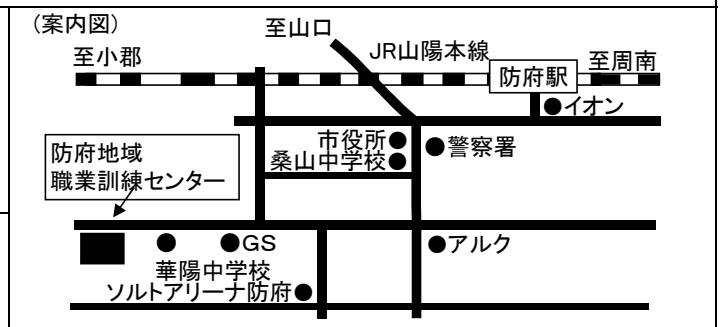 (案内図)
至山口
至小郡
JR山陽本線
至周南
防府駅
●イオン
市役所●
桑山中学校●
●警察署
防府地域
職業訓練センター
● ●GS
華陽中学校
●アルク
ソルトアリーナ防府●